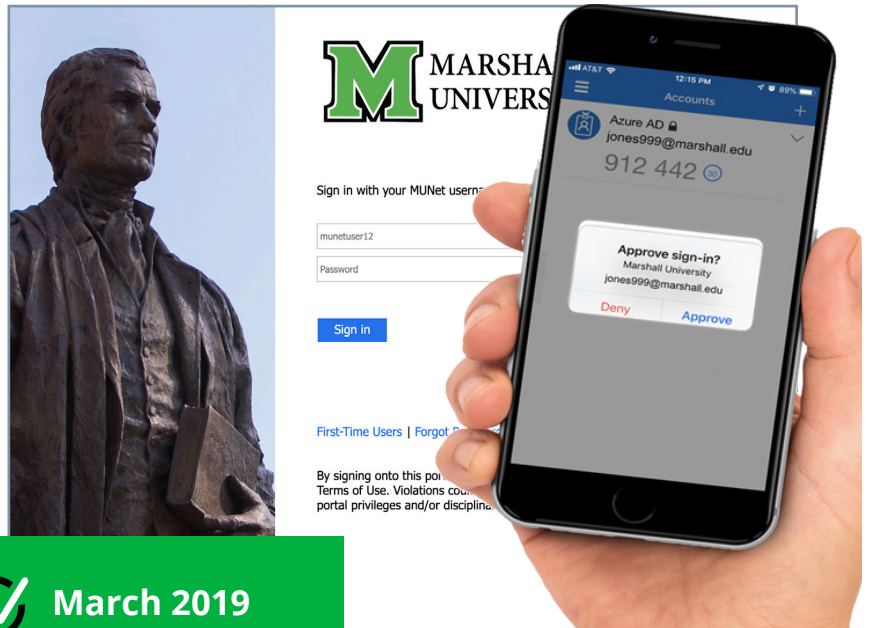 MARSHA
UNIVERS
Sign in with your MUNet userna
munetuser12
Password
Sign in
First-Time Users | Forgot
By signing onto this por
Terms of Use. Violations cou
portal privileges and/or disciplina
AT&T 12:15 PM 89%
Accounts
Azure AD
jones999@marshall.edu
912 442 30
Approve sign-in?
Marshall University
jones999@marshall.edu
Deny Approve
March 2019